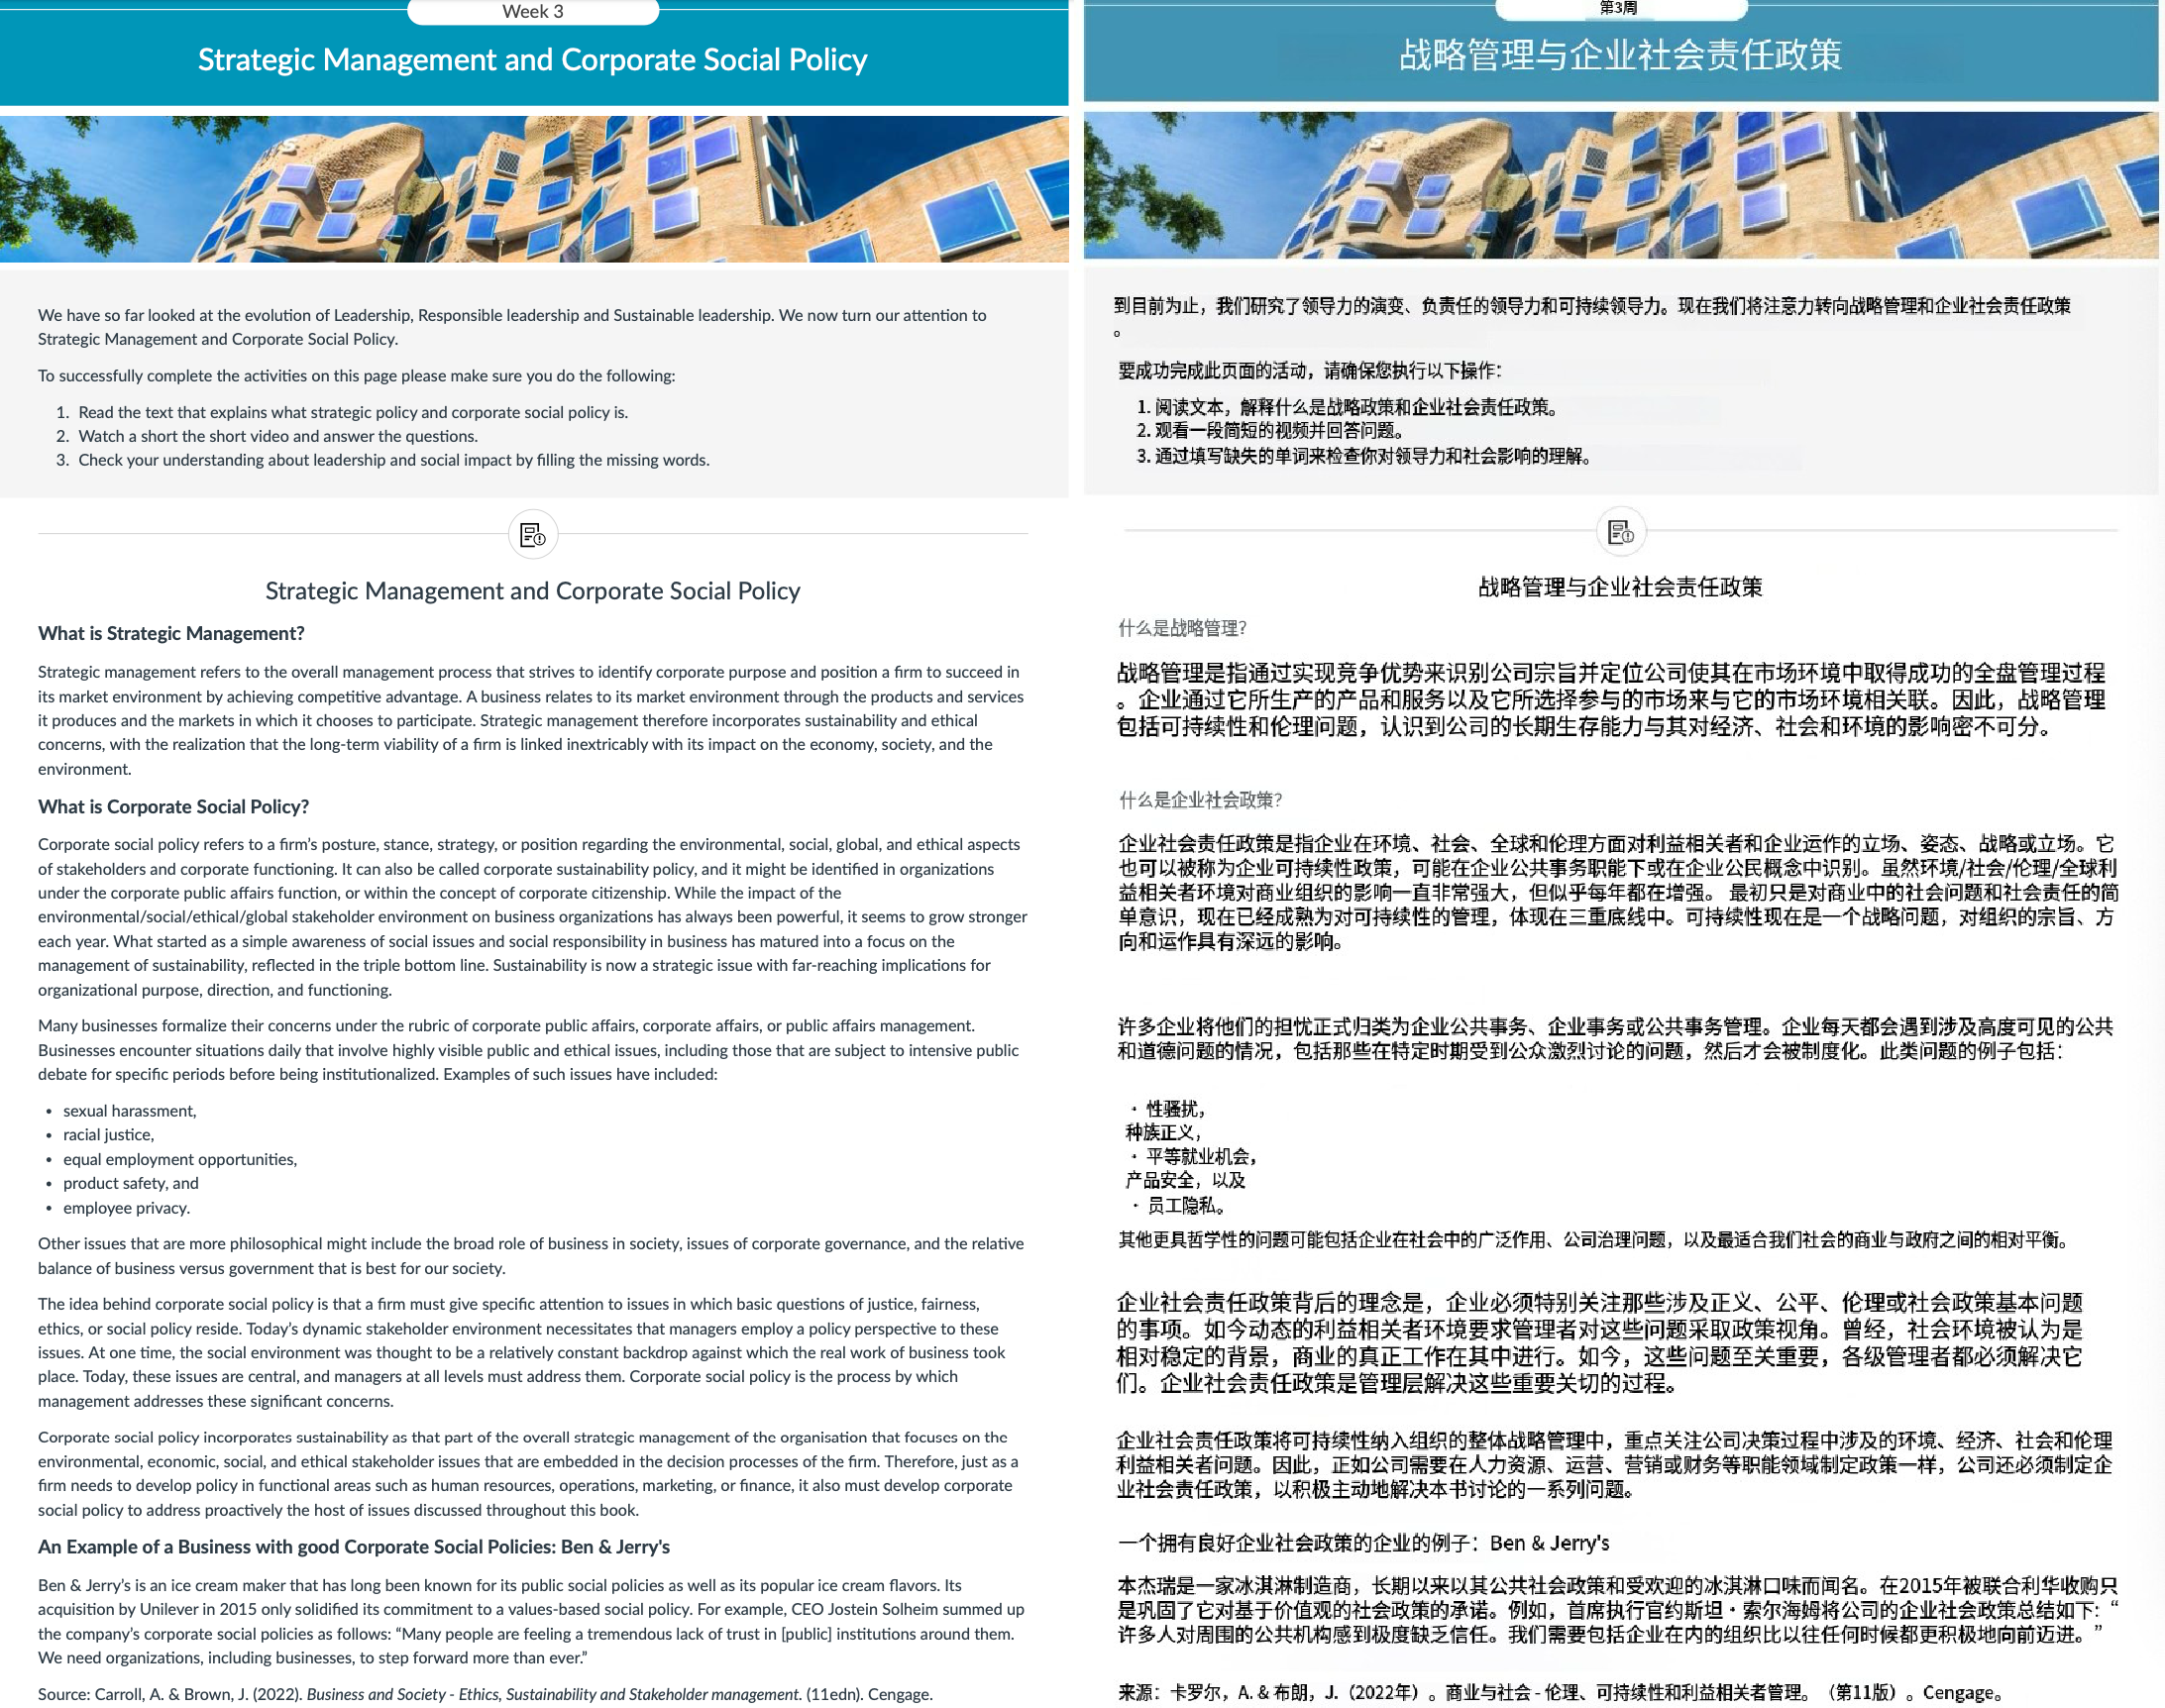 Week 3
Strategic Management and Corporate Social Policy
We have so far looked at the evolution of Leadership, Responsible leadership and Sustainable leadership. We now turn our attention to
Strategic Management and Corporate Social Policy.
To successfully complete the activities on this page please make sure you do the following:
1. Read the text that explains what strategic policy and corporate social policy is.
2. Watch a short the short video and answer the questions.
3. Check your understanding about leadership and social impact by filling the missing words.
Strategic Management and Corporate Social Policy
What is Strategic Management?
Strategic management refers to the overall management process that strives to identify corporate purpose and position a firm to succeed in
its market environment by achieving competitive advantage. A business relates to its market environment through the products and services
it produces and the markets in which it chooses to participate. Strategic management therefore incorporates sustainability and ethical
concerns, with the realization that the long-term viability of a firm is linked inextricably with its impact on the economy, society, and the
environment.
What is Corporate Social Policy?
Corporate social policy refers to a firm's posture, stance, strategy, or position regarding the environmental, social, global, and ethical aspects
of stakeholders and corporate functioning. It can also be called corporate sustainability policy, and it might be identified in organizations
under the corporate public affairs function, or within the concept of corporate citizenship. While the impact of the
environmental/social/ethical/global stakeholder environment on business organizations has always been powerful, it seems to grow stronger
each year. What started as a simple awareness of social issues and social responsibility in business has matured into a focus on the
management of sustainability, reflected in the triple bottom line. Sustainability is now a strategic issue with far-reaching implications for
organizational purpose, direction, and functioning.
Many businesses formalize their concerns under the rubric of corporate public affairs, corporate affairs, or public affairs management.
Businesses encounter situations daily that involve highly visible public and ethical issues, including those that are subject to intensive public
debate for specific periods before being institutionalized. Examples of such issues have included:
• sexual harassment,
• racial justice,
• equal employment opportunities,
• product safety, and
• employee privacy.
Other issues that are more philosophical might include the broad role of business in society, issues of corporate governance, and the relative
balance of business versus government that is best for our society.
The idea behind corporate social policy is that a firm must give specific attention to issues in which basic questions of justice, fairness,
ethics, or social policy reside. Today's dynamic stakeholder environment necessitates that managers employ a policy perspective to these
issues. At one time, the social environment was thought to be a relatively constant backdrop against which the real work of business took
place. Today, these issues are central, and managers at all levels must address them. Corporate social policy is the process by which
management addresses these significant concerns.
Corporate social policy incorporates sustainability as that part of the overall strategic management of the organisation that focuses on the
environmental, economic, social, and ethical stakeholder issues that are embedded in the decision processes of the firm. Therefore, just as a
firm needs to develop policy in functional areas such as human resources, operations, marketing, or finance, it also must develop corporate
social policy to address proactively the host of issues discussed throughout this book.
An Example of a Business with good Corporate Social Policies: Ben & Jerry's
Ben & Jerry's is an ice cream maker that has long been known for its public social policies as well as its popular ice cream flavors. Its
acquisition by Unilever in 2015 only solidified its commitment to a values-based social policy. For example, CEO Jostein Solheim summed up
the company's corporate social policies as follows: “Many people are feeling a tremendous lack of trust in [public] institutions around them.
We need organizations, including businesses, to step forward more than ever.”
Source: Carroll, A. & Brown, J. (2022). Business and Society - Ethics, Sustainability and Stakeholder management. (11edn). Cengage.
第3周
战略管理与企业社会责任政策
到目前为止，我们研究了领导力的演变、负责任的领导力和可持续领导力。现在我们将注意力转向战略管理和企业社会责任政策
。
要成功完成此页面的活动，请确保您执行以下操作：
1. 阅读文本，解释什么是战略政策和企业社会责任政策。
2. 观看一段简短的视频并回答问题。
3. 通过填写缺失的单词来检查你对领导力和社会影响的理解。
战略管理与企业社会责任政策
什么是战略管理?
战略管理是指通过实现竞争优势来识别公司宗旨并定位公司使其在市场环境中取得成功的全盘管理过程
。企业通过它所生产的产品和服务以及它所选择参与的市场来与它的市场环境相关联。因此，战略管理
包括可持续性和伦理问题，认识到公司的长期生存能力与其对经济、社会和环境的影响密不可分。
什么是企业社会政策?
企业社会责任政策是指企业在环境、社会、全球和伦理方面对利益相关者和企业运作的立场、姿态、战略或立场。它
也可以被称为企业可持续性政策，可能在企业公共事务职能下或在企业公民概念中识别。虽然环境/社会/伦理/全球利
益相关者环境对商业组织的影响一直非常强大，但似乎每年都在增强。 最初只是对商业中的社会问题和社会责任的简
单意识，现在已经成熟为对可持续性的管理，体现在三重底线中。可持续性现在是一个战略问题，对组织的宗旨、方
向和运作具有深远的影响。
许多企业将他们的担忧正式归类为企业公共事务、企业事务或公共事务管理。企业每天都会遇到涉及高度可见的公共
和道德问题的情况，包括那些在特定时期受到公众激烈讨论的问题，然后才会被制度化。此类问题的例子包括：
· 性骚扰，
种族正义，
· 平等就业机会，
产品安全，以及
· 员工隐私。
其他更具哲学性的问题可能包括企业在社会中的广泛作用、公司治理问题，以及最适合我们社会的商业与政府之间的相对平衡。
企业社会责任政策背后的理念是，企业必须特别关注那些涉及正义、公平、伦理或社会政策基本问题
的事项。如今动态的利益相关者环境要求管理者对这些问题采取政策视角。曾经，社会环境被认为是
相对稳定的背景，商业的真正工作在其中进行。如今，这些问题至关重要，各级管理者都必须解决它
们。企业社会责任政策是管理层解决这些重要关切的过程。
企业社会责任政策将可持续性纳入组织的整体战略管理中，重点关注公司决策过程中涉及的环境、经济、社会和伦理
利益相关者问题。因此，正如公司需要在人力资源、运营、营销或财务等职能领域制定政策一样，公司还必须制定企
业社会责任政策，以积极主动地解决本书讨论的一系列问题。
一个拥有良好企业社会政策的企业的例子：Ben & Jerry's
本杰瑞是一家冰淇淋制造商，长期以来以其公共社会政策和受欢迎的冰淇淋口味而闻名。在2015年被联合利华收购只
是巩固了它对基于价值观的社会政策的承诺。例如，首席执行官约斯坦·索尔海姆将公司的企业社会政策总结如下：“
许多人对周围的公共机构感到极度缺乏信任。我们需要包括企业在内的组织比以往任何时候都更积极地向前迈进。”
来源：卡罗尔，A. & 布朗，J.（2022年）。商业与社会 - 伦理、可持续性和利益相关者管理。（第11版）。Cengage。